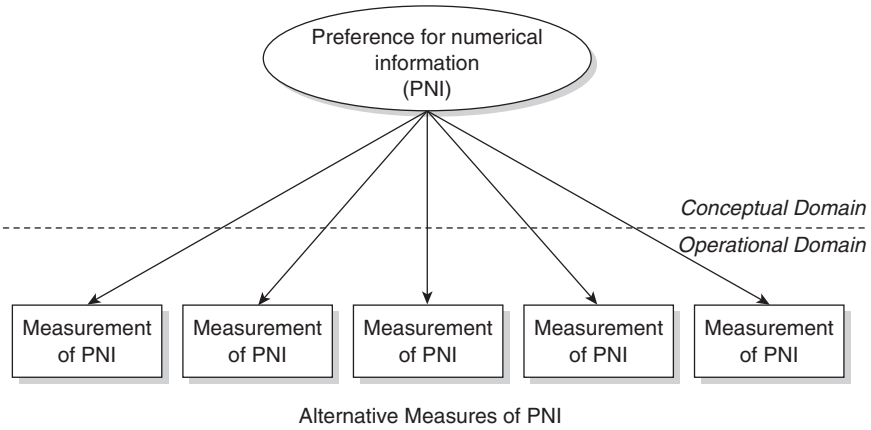 Preference for numerical
information
(PNI)
Conceptual Domain
Operational Domain
Measurement
of PNI
Measurement
of PNI
Measurement
of PNI
Measurement
of PNI
Measurement
of PNI
Alternative Measures of PNI